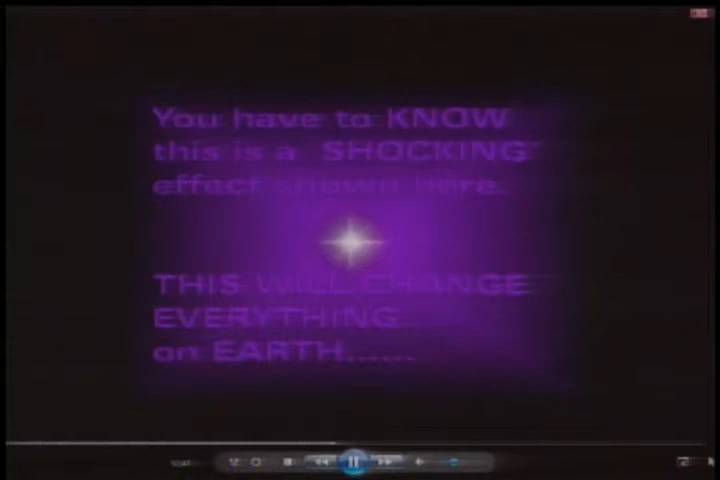 You have to KNOW
this is a "SHOCKING"
effect shown here.
THIS WILL CHANGE
EVERYTHING
on EARTH......